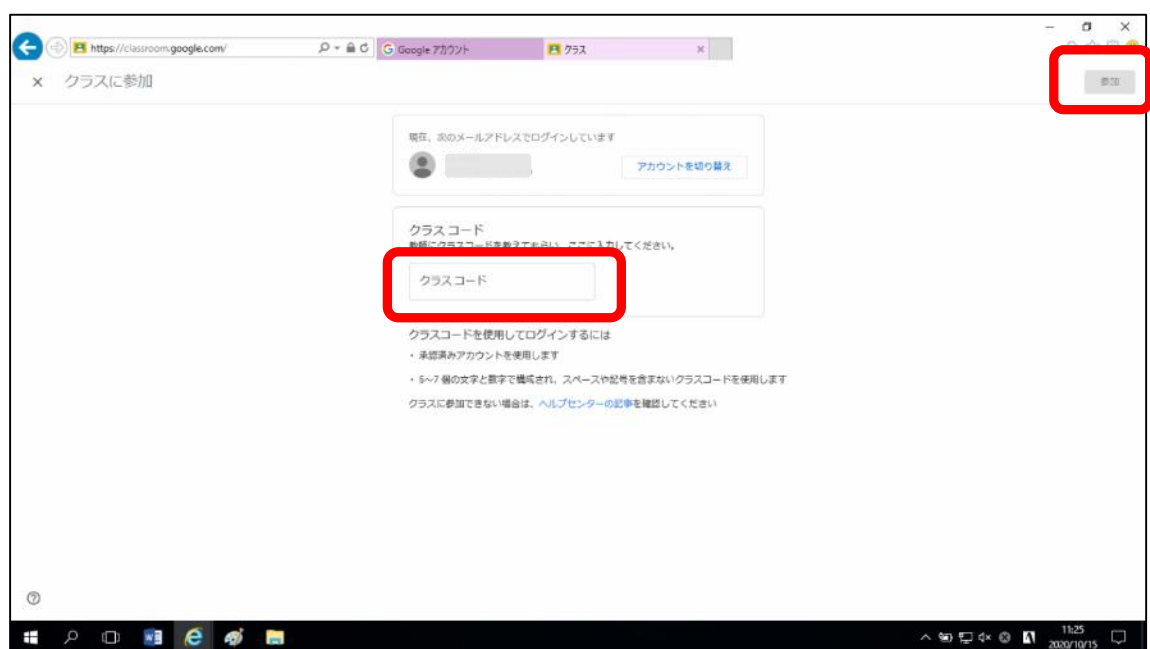 https://classroom.google.com/
Google アカウント
クラス
クラスに参加
参加
現在、次のメールアドレスでログインしています
アカウントを切り替え
クラス コード
教師にクラスコードを教えてもらい、ここに入力してください。
クラス コード
クラスコードを使用してログインするには
・承認済みアカウントを使用します
・5～7 個の文字と数字で構成され、スペースや記号を含まないクラスコードを使用します
クラスに参加できない場合は、ヘルプセンターの記事を確認してください
11:25
2020/10/15